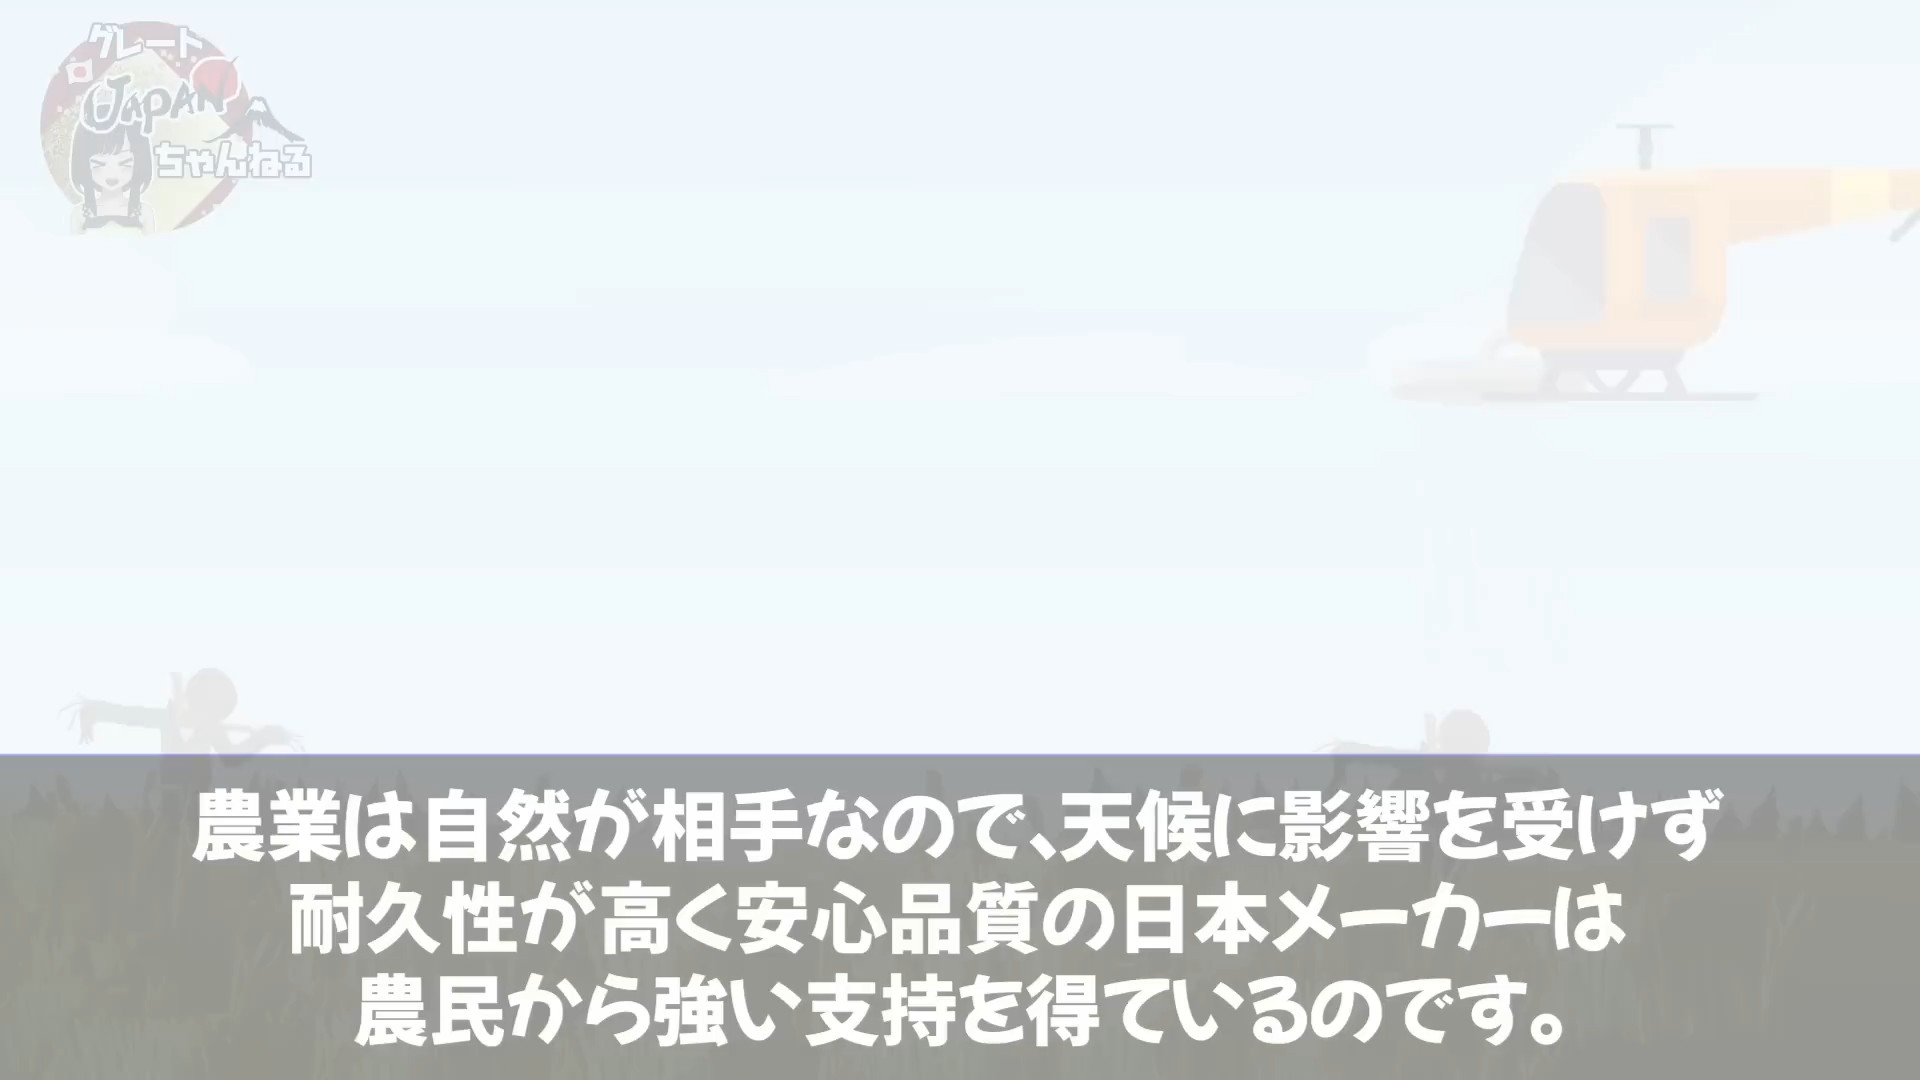 グレート
JAPAN
ちゃんねる
農業は自然が相手なので、天候に影響を受けず
耐久性が高く安心品質の日本メーカーは
農民から強い支持を得ているのです。